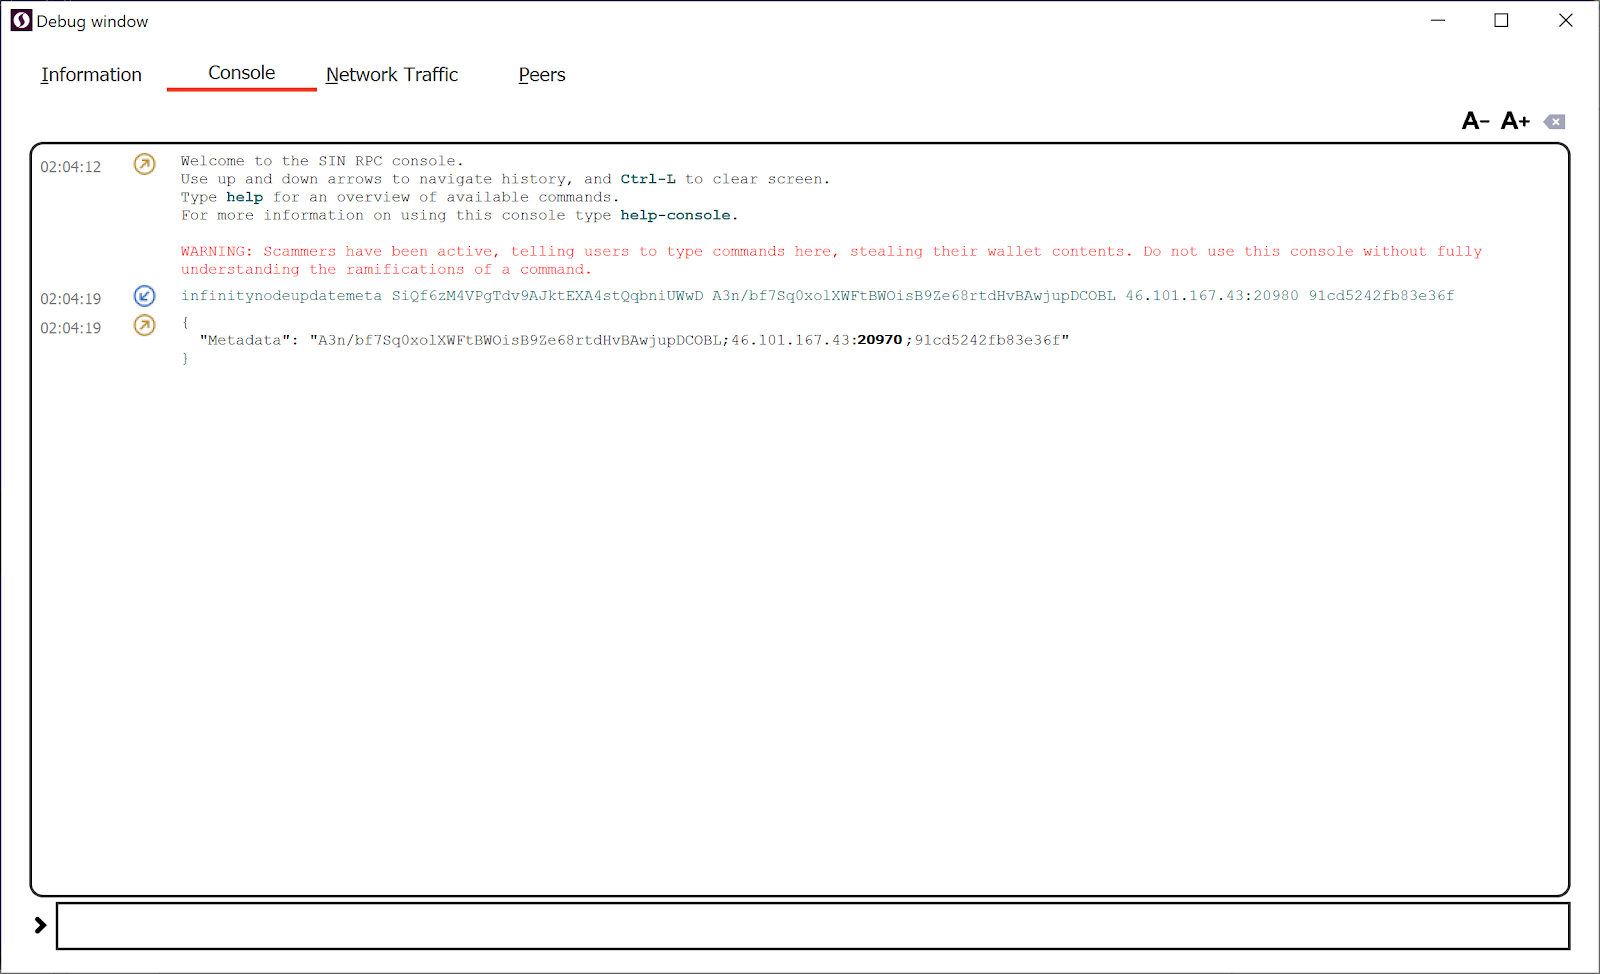 Debug window
Information Console Network Traffic Peers
A- A+
02:04:12 Welcome to the SIN RPC console.
Use up and down arrows to navigate history, and Ctrl-L to clear screen.
Type help for an overview of available commands.
For more information on using this console type help-console.
WARNING: Scammers have been active, telling users to type commands here, stealing their wallet contents. Do not use this console without fully
understanding the ramifications of a command.
02:04:19 infinitynodeupdatemeta SiQf6zM4VPgTdv9AJktEXA4stQqbniUWwD A3n/bf7Sq0xolXWFtBWOisB9Ze68rtdHvBAwjupDCOBL 46.101.167.43:20980 91cd5242fb83e36f
02:04:19 {
"Metadata": "A3n/bf7Sq0xolXWFtBWOisB9Ze68rtdHvBAwjupDCOBL;46.101.167.43:20970;91cd5242fb83e36f"
}